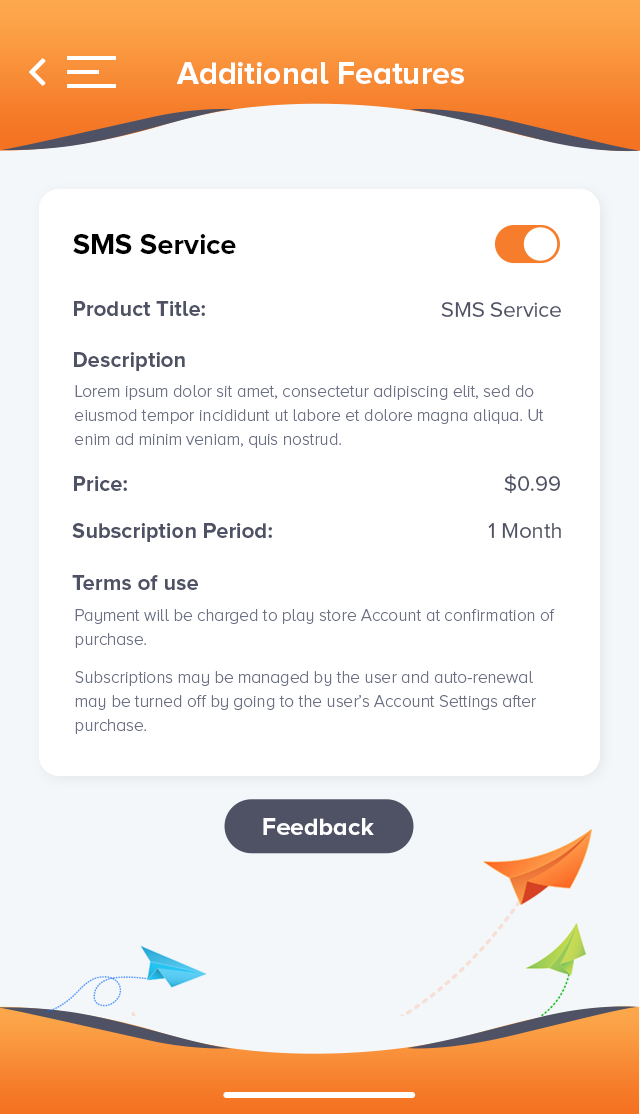 Additional Features
SMS Service
Product Title: SMS Service
Description
Lorem ipsum dolor sit amet, consectetur adipiscing elit, sed do
eiusmod tempor incididunt ut labore et dolore magna aliqua. Ut
enim ad minim veniam, quis nostrud.
Price: $0.99
Subscription Period: 1 Month
Terms of use
Payment will be charged to play store Account at confirmation of
purchase.
Subscriptions may be managed by the user and auto-renewal
may be turned off by going to the user’s Account Settings after
purchase.
Feedback